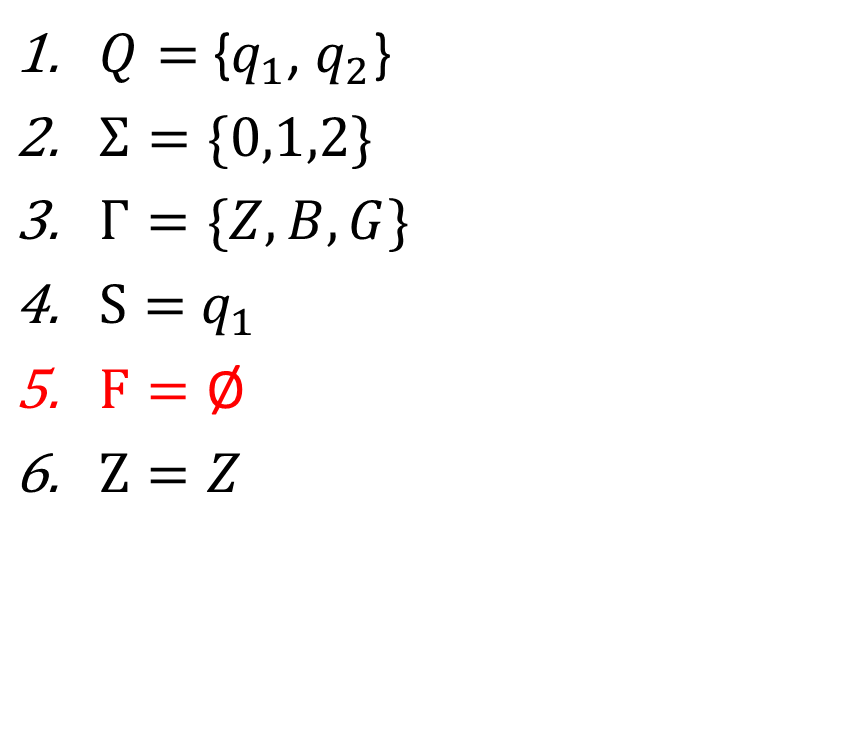 1. Q = {q₁, q₂}
2. Σ = {0,1,2}
3. Γ = {Z, B, G}
4. S = q₁
5. F = ∅
6. Z = Z